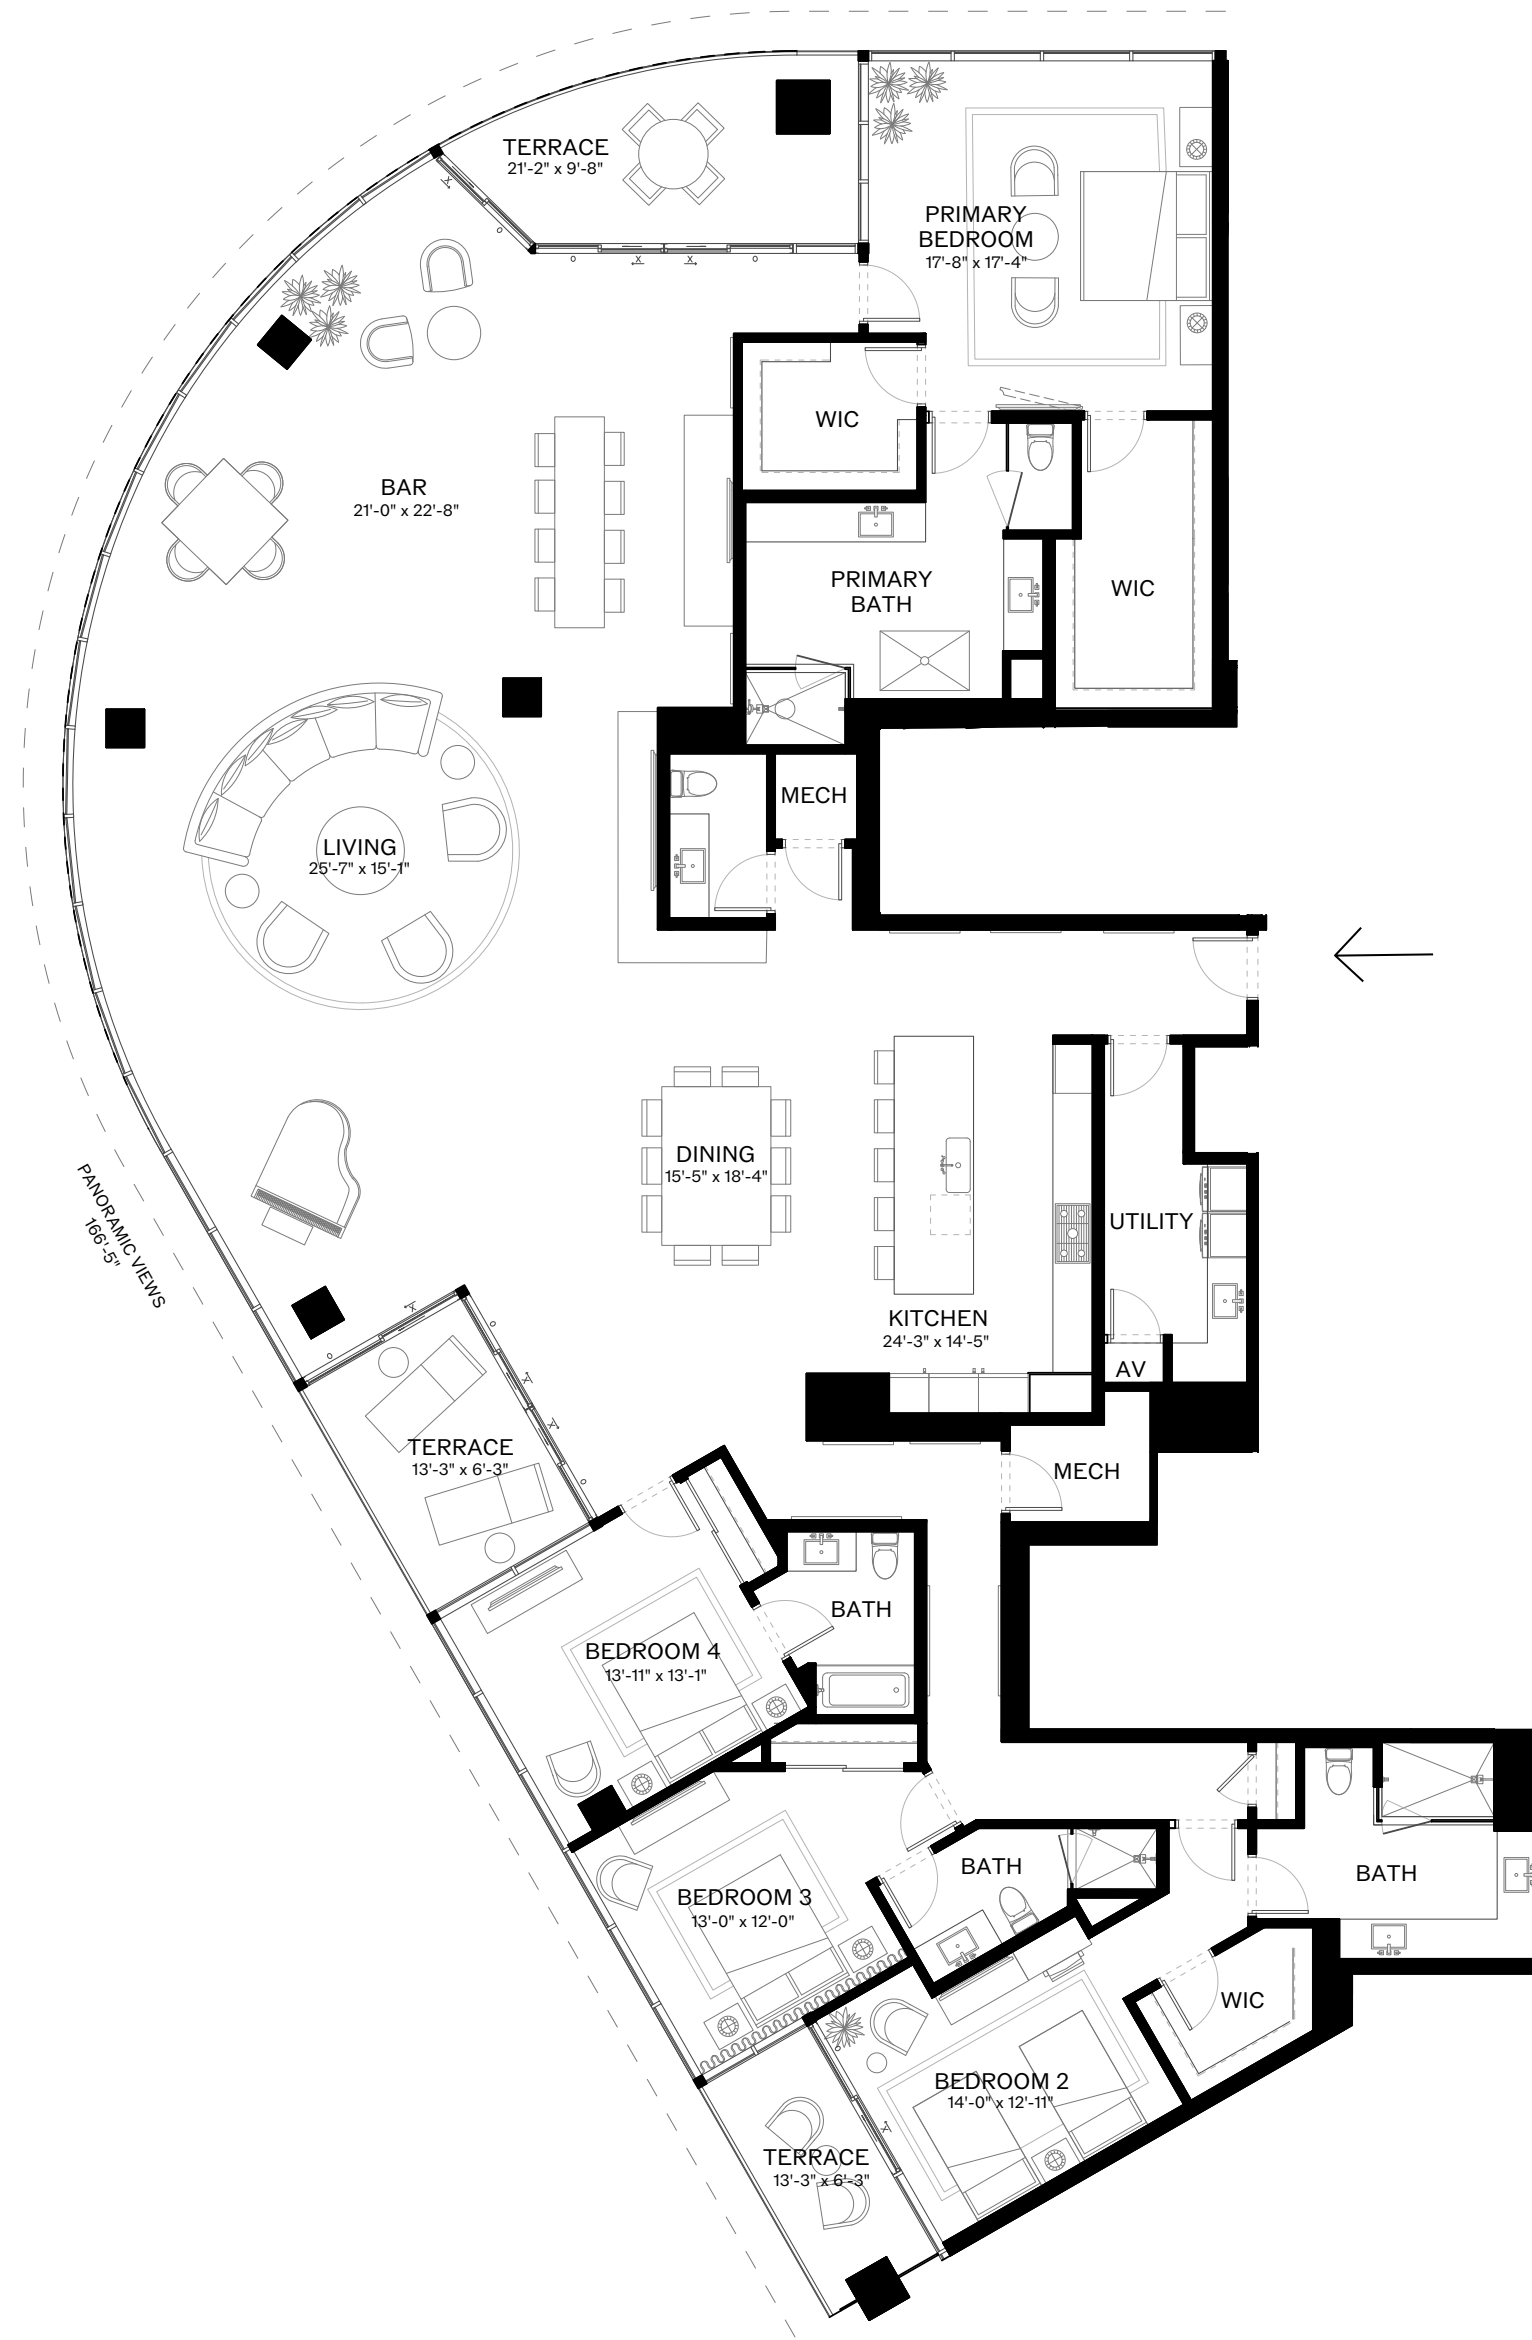 TERRACE
21'-2" x 9'-8"
PRIMARY
BEDROOM
17'-8" x 17'-4"
WIC
BAR
21'-0" x 22'-8"
PRIMARY
BATH
WIC
MECH
LIVING
25'-7" x 15'-1"
DINING
15'-5" x 18'-4"
UTILITY
PANORAMIC VIEWS
166'-5"
KITCHEN
24'-3" x 14'-5"
AV
TERRACE
13'-3" x 6'-3"
MECH
BATH
BEDROOM 4
13'-11" x 13'-1"
BATH
BATH
BEDROOM 3
13'-0" x 12'-0"
WIC
BEDROOM 2
14'-0" x 12'-11"
TERRACE
13'-3" x 6'-3"